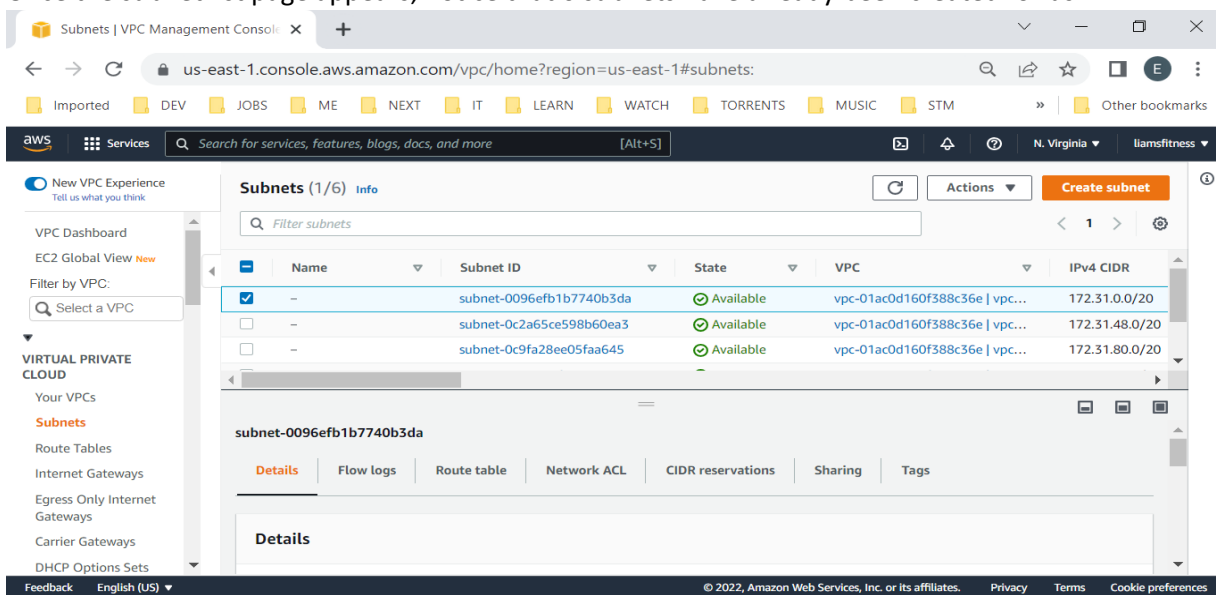 Subnets | VPC Management Console
us-east-1.console.aws.amazon.com/vpc/home?region=us-east-1#subnets:
E
Imported DEV JOBS ME NEXT IT LEARN WATCH TORRENTS MUSIC STM » Other bookmarks
aws Services Search for services, features, blogs, docs, and more [Alt+S] N. Virginia liamsfitness
New VPC Experience
Tell us what you think
VPC Dashboard
EC2 Global View New
Filter by VPC:
Select a VPC
VIRTUAL PRIVATE
CLOUD
Your VPCs
Subnets
Route Tables
Internet Gateways
Egress Only Internet
Gateways
Carrier Gateways
DHCP Options Sets
Subnets (1/6) Info Actions Create subnet
Filter subnets 1
Name Subnet ID State VPC IPv4 CIDR
– subnet-0096efb1b7740b3da Available vpc-01ac0d160f388c36e | vpc... 172.31.0.0/20
– subnet-0c2a65ce598b60ea3 Available vpc-01ac0d160f388c36e | vpc... 172.31.48.0/20
– subnet-0c9fa28ee05faa645 Available vpc-01ac0d160f388c36e | vpc... 172.31.80.0/20
subnet-0096efb1b7740b3da
Details Flow logs Route table Network ACL CIDR reservations Sharing Tags
Details
Feedback English (US) © 2022, Amazon Web Services, Inc. or its affiliates. Privacy Terms Cookie preferences